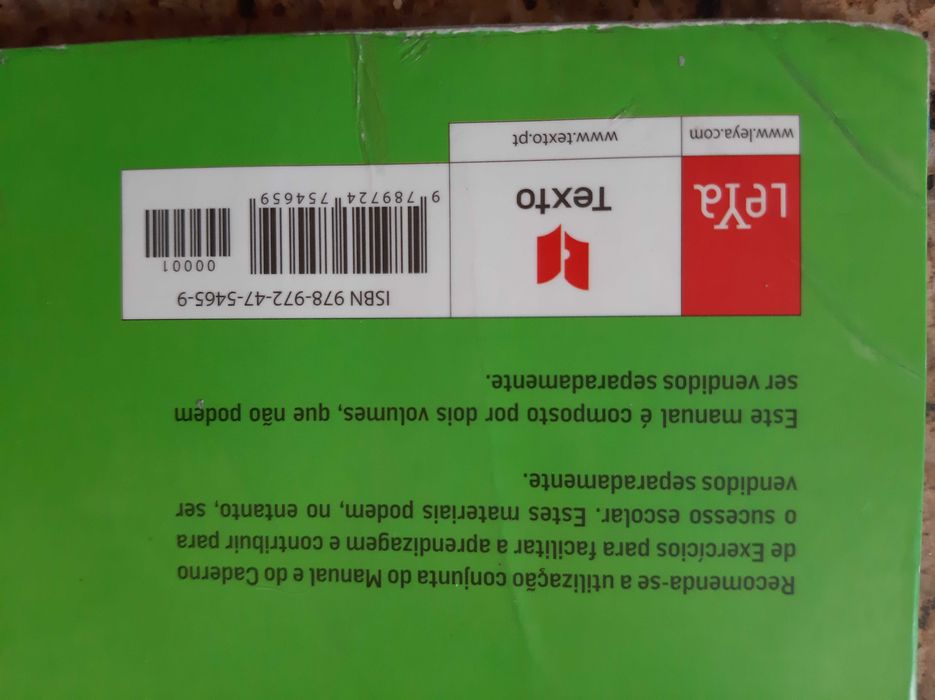 Recomenda-se a utilização conjunta do Manual e do Caderno
de Exercícios para facilitar a aprendizagem e contribuir para
o sucesso escolar. Estes materiais podem, no entanto, ser
vendidos separadamente.
Este manual é composto por dois volumes, que não podem
ser vendidos separadamente.
LeYa
www.leya.com
Texto
www.texto.pt
ISBN 978-972-47-5465-9
00001
9 789724 754659